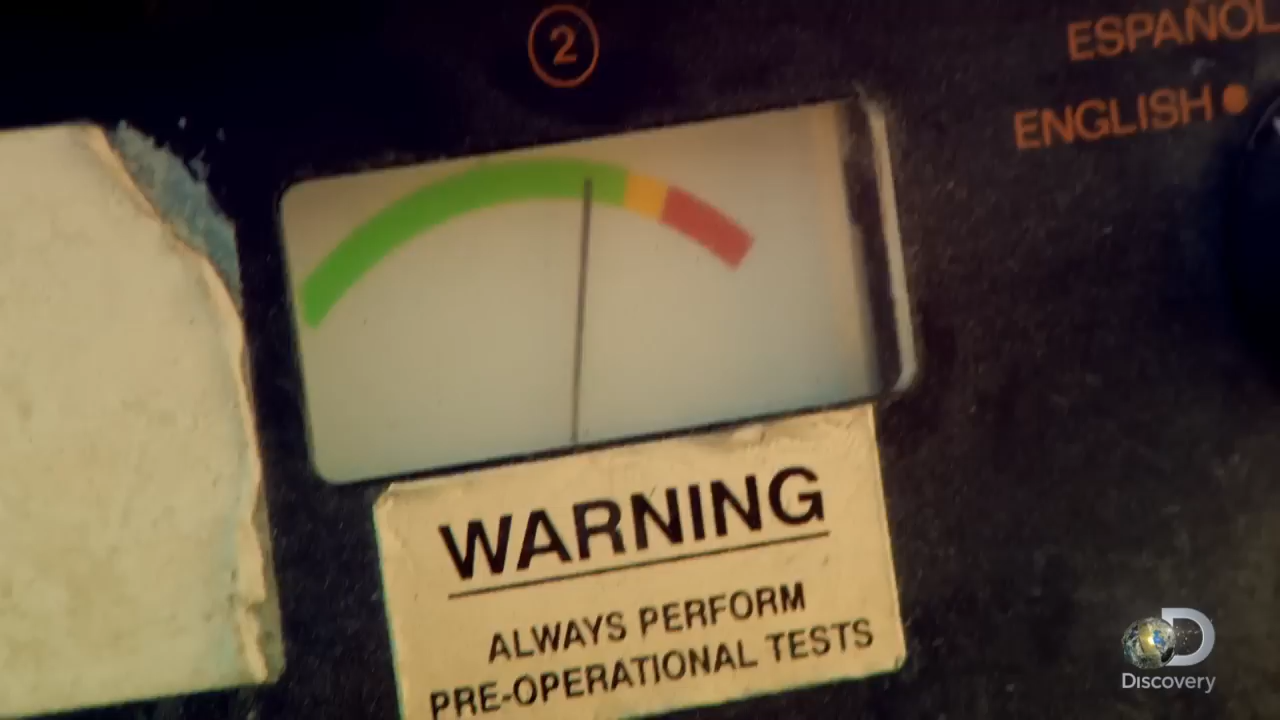 2
ESPAÑOL
ENGLISH
WARNING
ALWAYS PERFORM
PRE-OPERATIONAL TESTS
Discovery